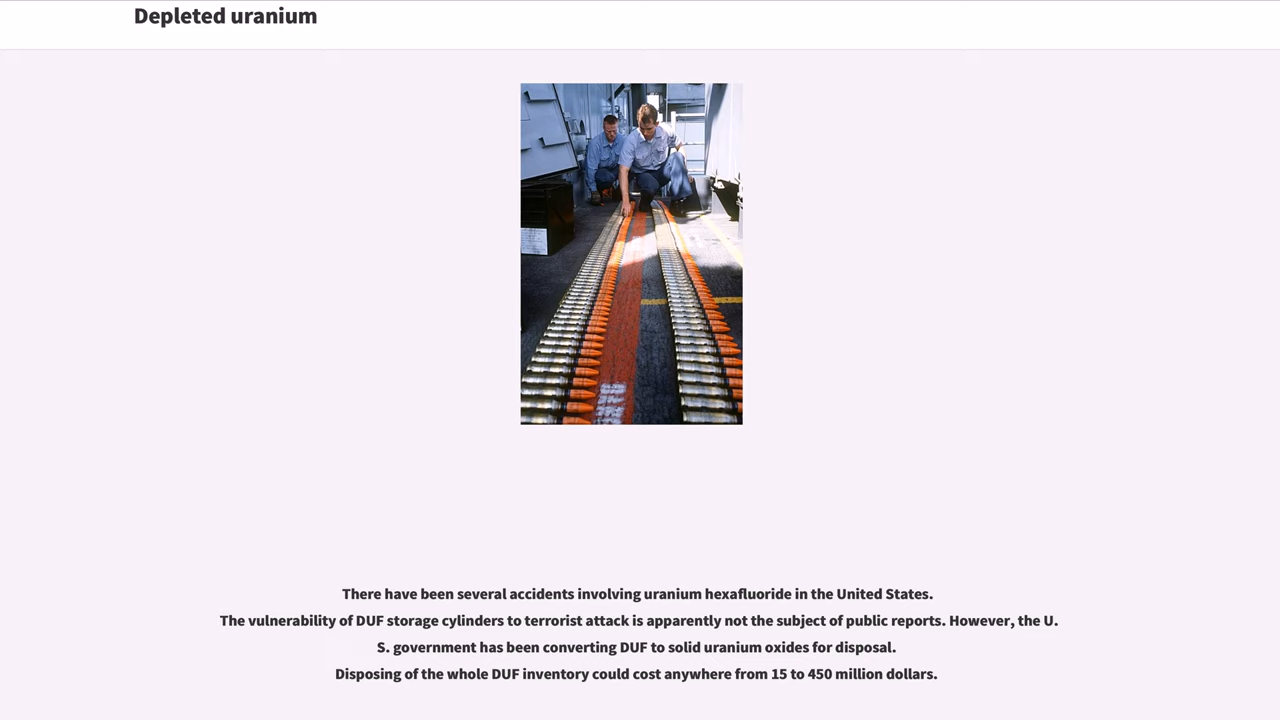 Depleted uranium
There have been several accidents involving uranium hexafluoride in the United States.
The vulnerability of DUF storage cylinders to terrorist attack is apparently not the subject of public reports. However, the U.
S. government has been converting DUF to solid uranium oxides for disposal.
Disposing of the whole DUF inventory could cost anywhere from 15 to 450 million dollars.